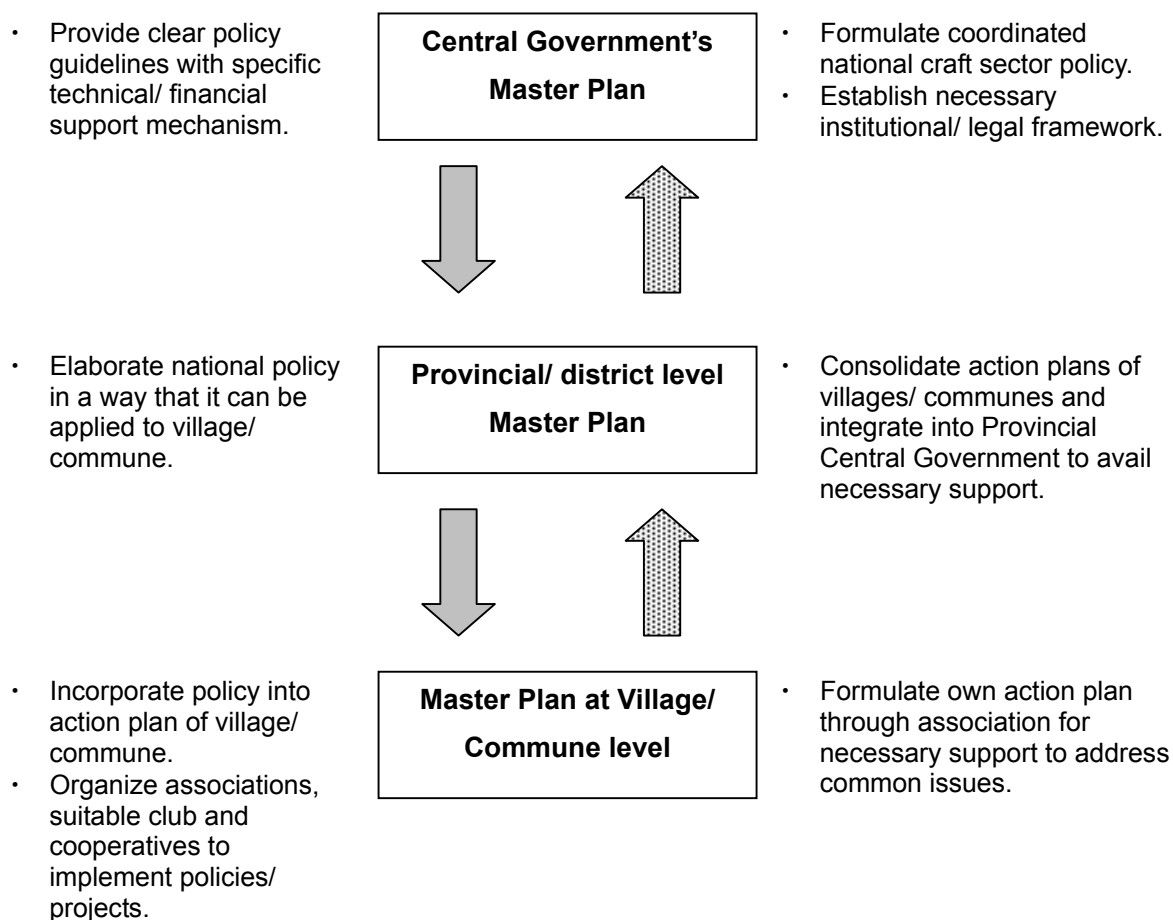 ・ Provide clear policy
guidelines with specific
technical/ financial
support mechanism.
Central Government's
Master Plan
・ Formulate coordinated
national craft sector policy.
・ Establish necessary
institutional/ legal framework.
・ Elaborate national policy
in a way that it can be
applied to village/
commune.
Provincial/ district level
Master Plan
・ Consolidate action plans of
villages/ communes and
integrate into Provincial
Central Government to avail
necessary support.
・ Incorporate policy into
action plan of village/
commune.
・ Organize associations,
suitable club and
cooperatives to
implement policies/
projects.
Master Plan at Village/
Commune level
・ Formulate own action plan
through association for
necessary support to address
common issues.